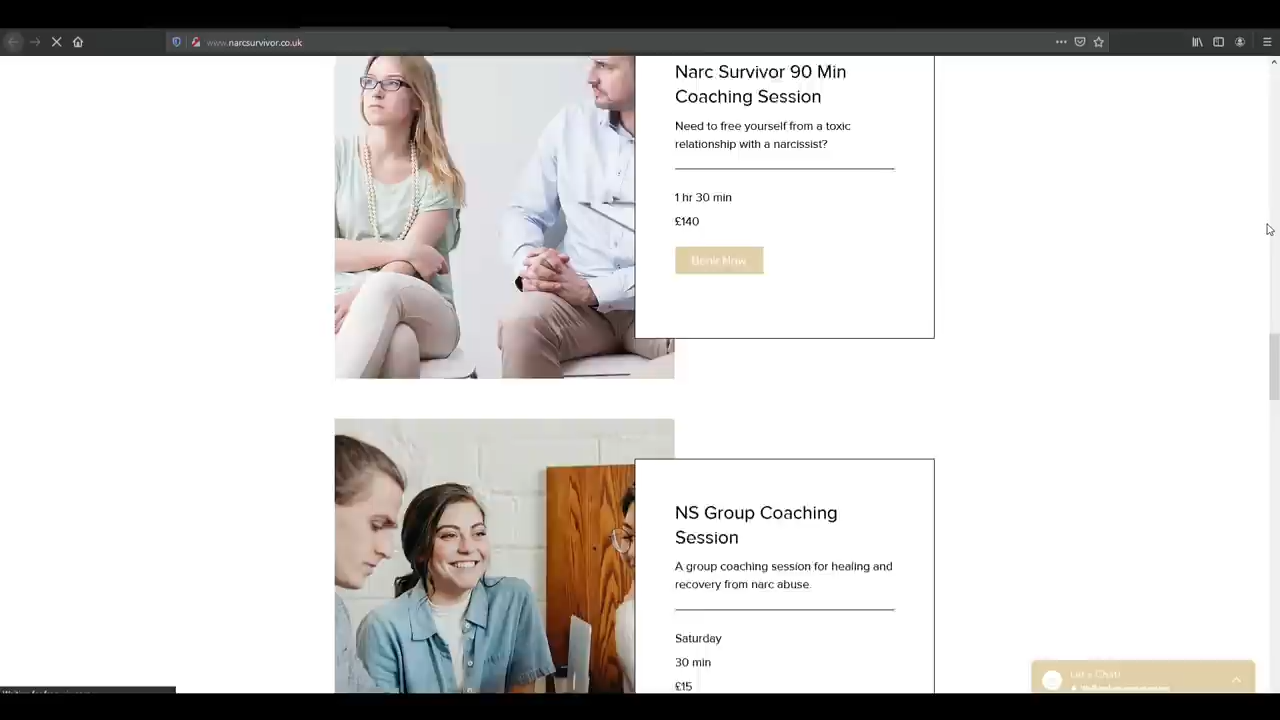 www.narcsurvivor.co.uk
Narc Survivor 90 Min
Coaching Session
Need to free yourself from a toxic
relationship with a narcissist?
1 hr 30 min
£140
Book Now
NS Group Coaching
Session
A group coaching session for healing and
recovery from narc abuse.
Saturday
30 min
£15
Let's Chat!